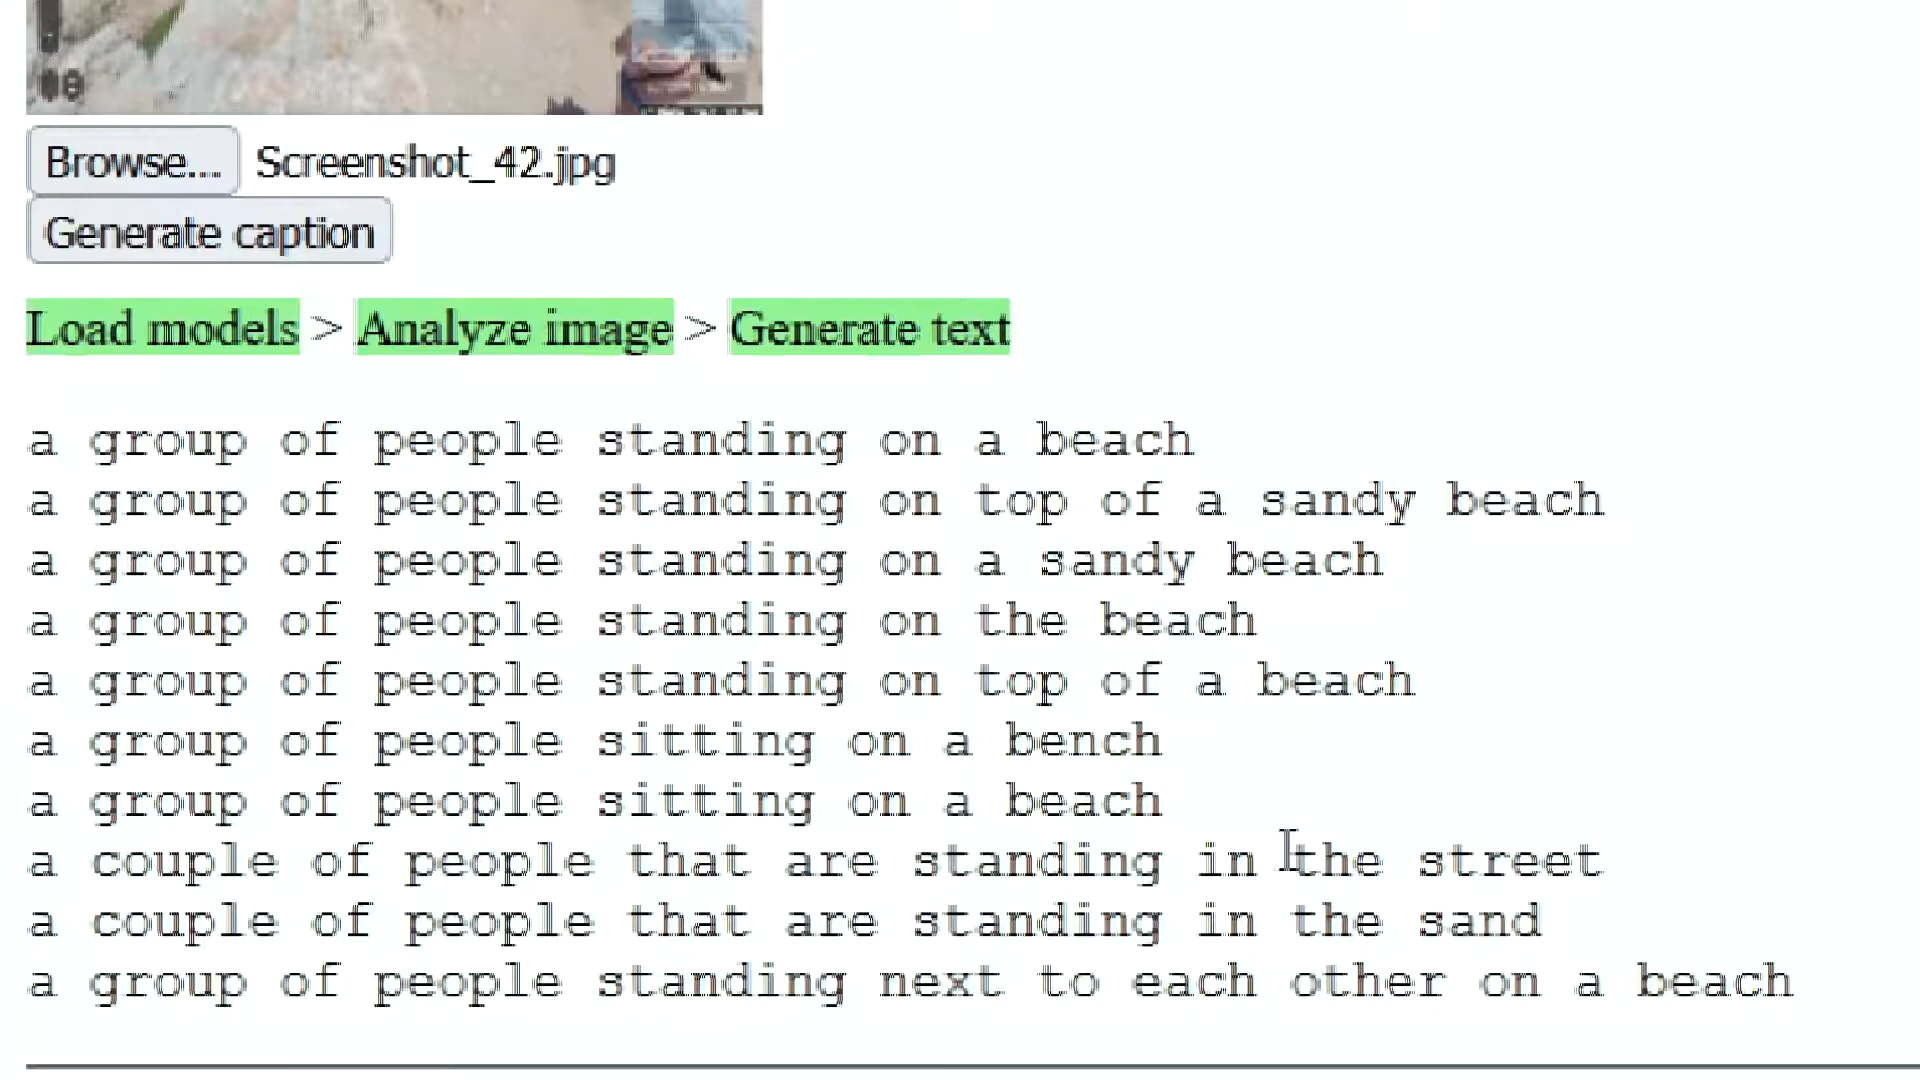 Browse... Screenshot_42.jpg
Generate caption
Load models > Analyze image > Generate text
a group of people standing on a beach
a group of people standing on top of a sandy beach
a group of people standing on a sandy beach
a group of people standing on the beach
a group of people standing on top of a beach
a group of people sitting on a bench
a group of people sitting on a beach
a couple of people that are standing in the street
a couple of people that are standing in the sand
a group of people standing next to each other on a beach